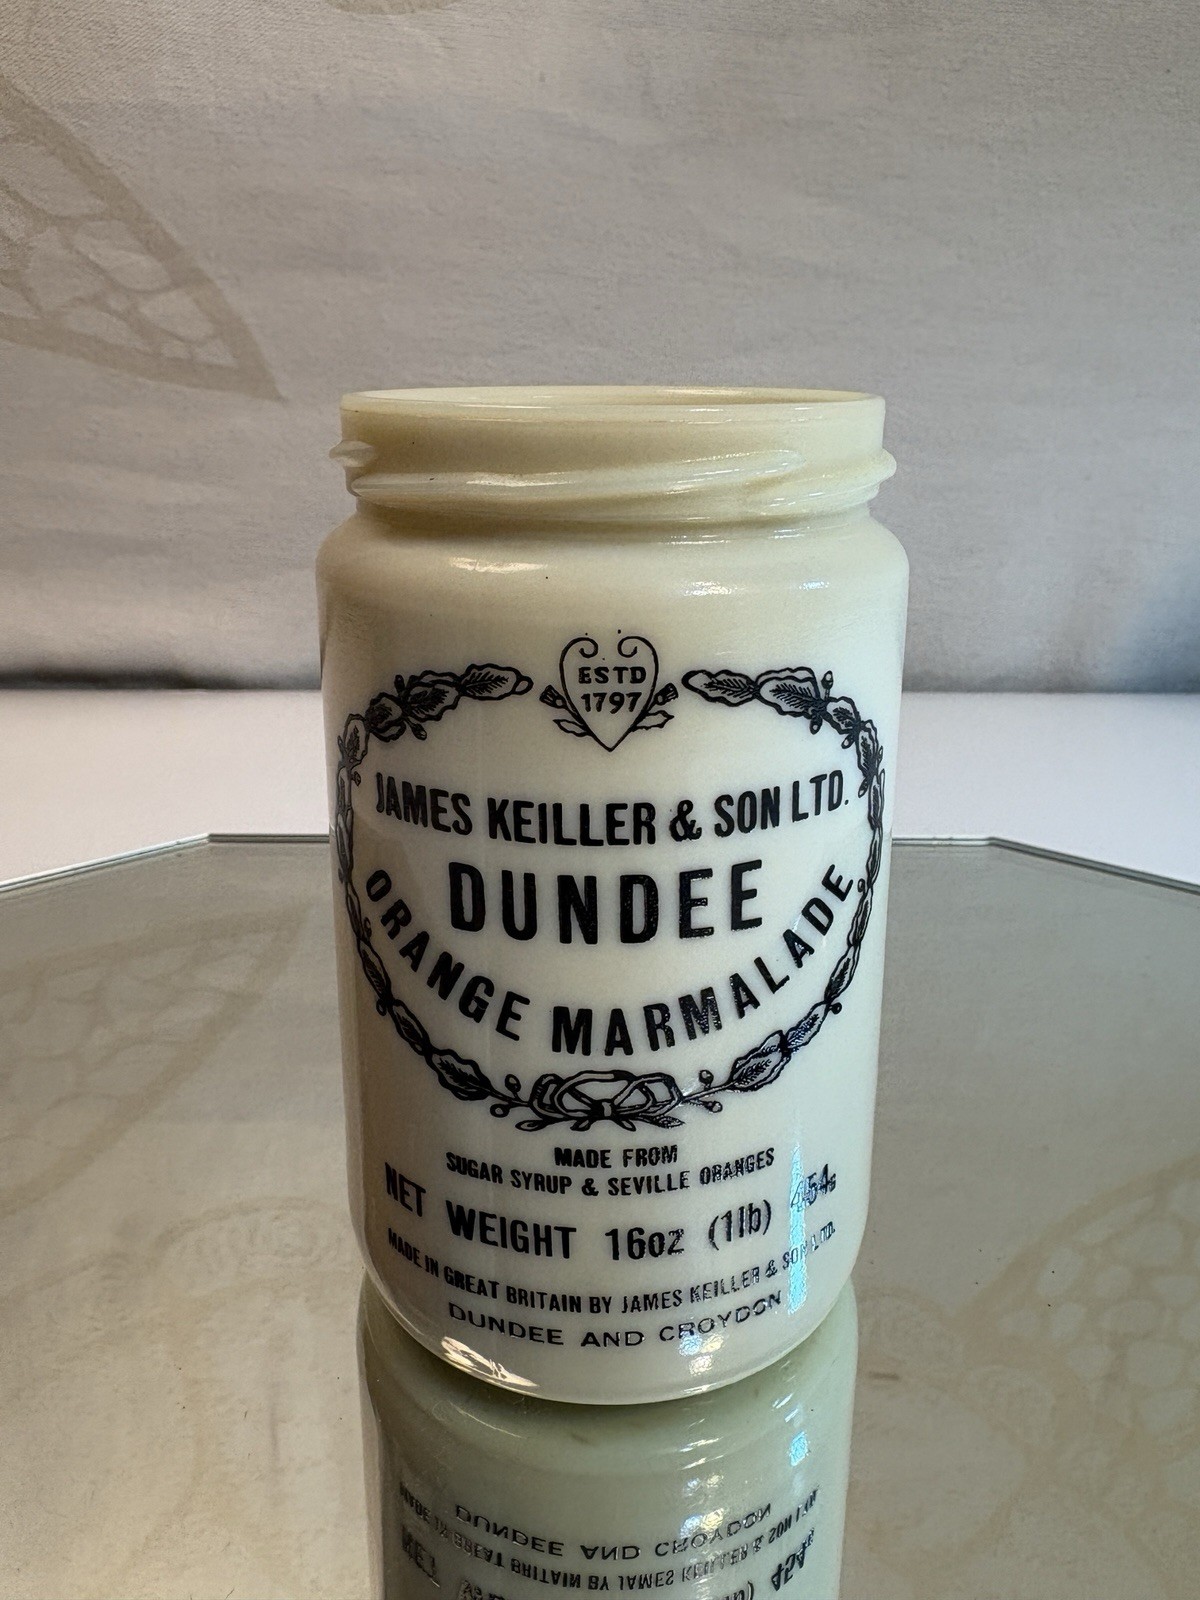 ESTD
1797
JAMES KEILLER & SON LTD.
DUNDEE
ORANGE MARMALADE
MADE FROM
SUGAR SYRUP & SEVILLE ORANGES
NET WEIGHT 16oz (1lb) 454g
MADE IN GREAT BRITAIN BY JAMES KEILLER & SON LTD.
DUNDEE AND CROYDON